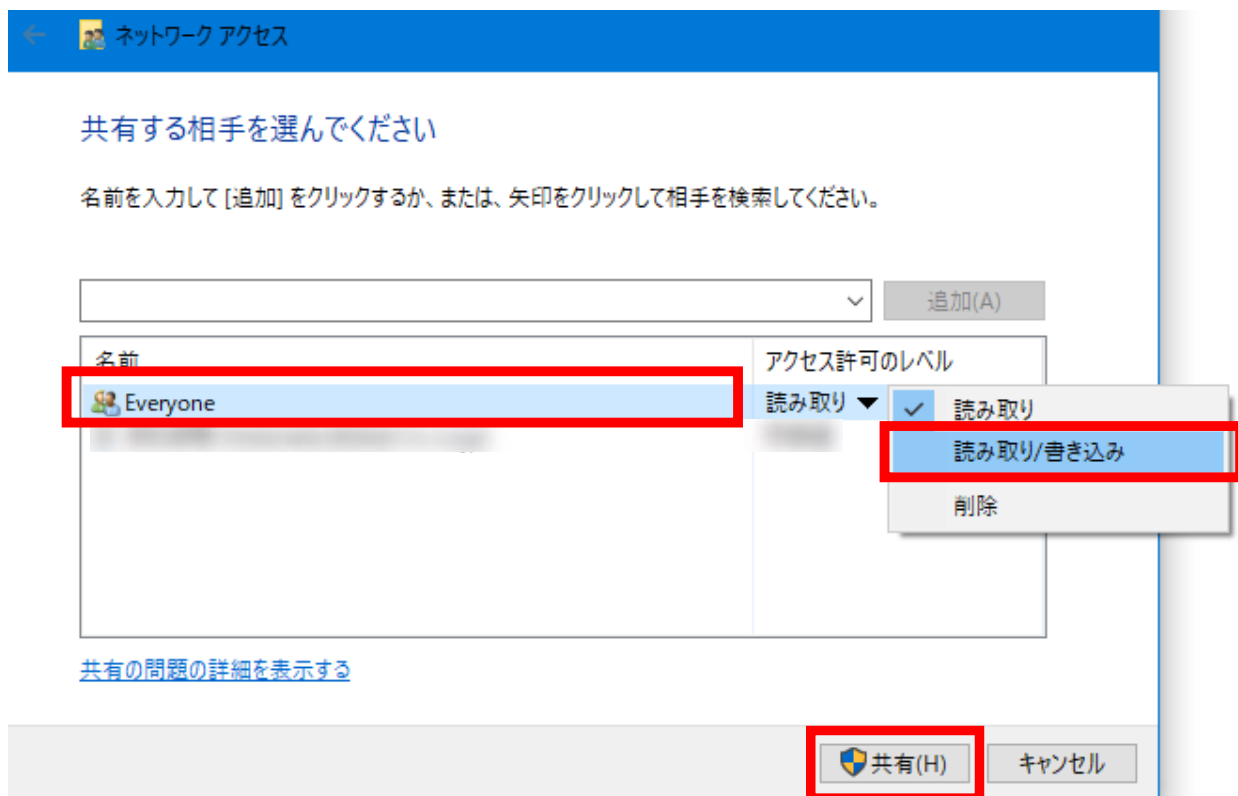 ネットワーク アクセス
共有する相手を選んでください
名前を入力して [追加] をクリックするか、または、矢印をクリックして相手を検索してください。
追加(A)
名前 アクセス許可のレベル
Everyone 読み取り
読み取り
読み取り/書き込み
削除
共有の問題の詳細を表示する
共有(H) キャンセル